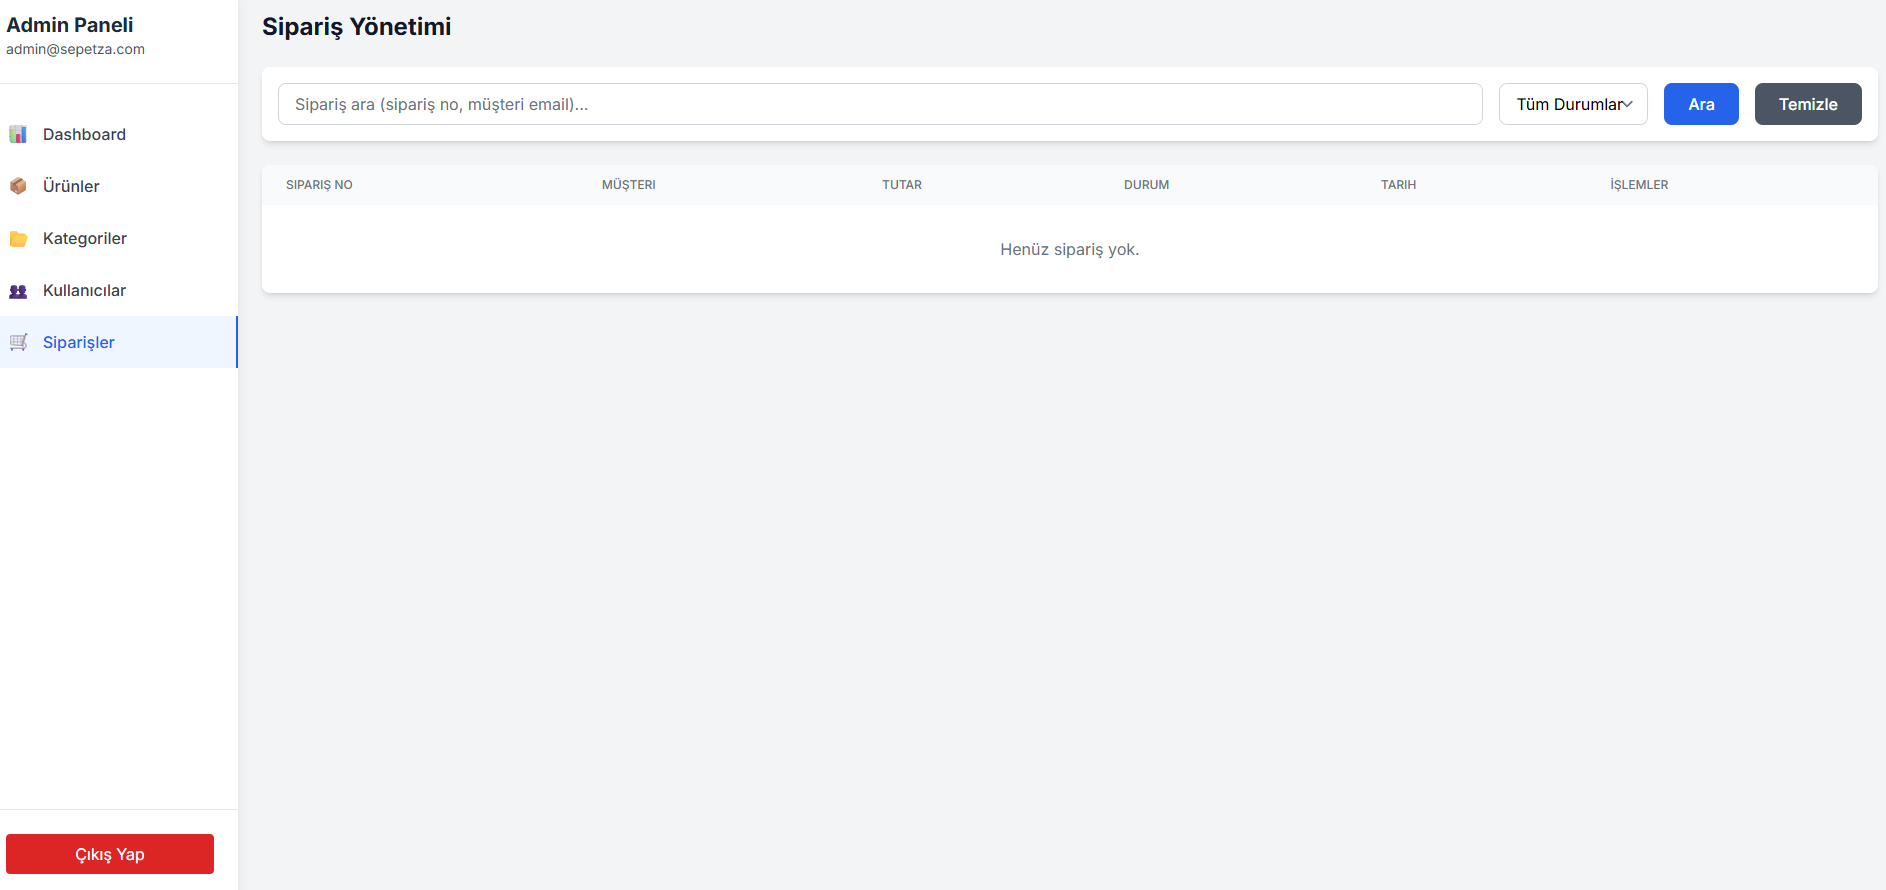 Admin Paneli
admin@sepetza.com
Dashboard
Ürünler
Kategoriler
Kullanıcılar
Siparişler
Çıkış Yap
Sipariş Yönetimi
Sipariş ara (sipariş no, müşteri email)... Tüm Durumlar Ara Temizle
SIPARIŞ NO MÜŞTERI TUTAR DURUM TARIH İŞLEMLER
Henüz sipariş yok.